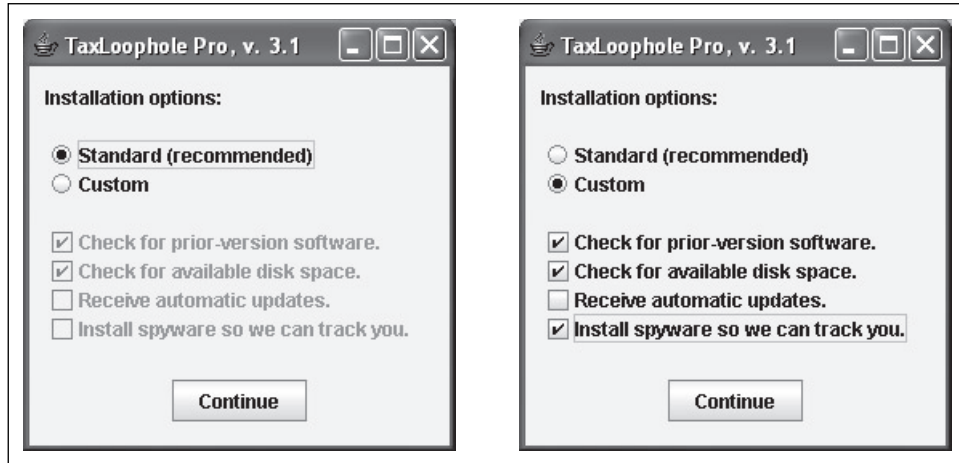 TaxLoophole Pro, v. 3.1
Installation options:
Standard (recommended)
Custom
Check for prior-version software.
Check for available disk space.
Receive automatic updates.
Install spyware so we can track you.
Continue
TaxLoophole Pro, v. 3.1
Installation options:
Standard (recommended)
Custom
Check for prior-version software.
Check for available disk space.
Receive automatic updates.
Install spyware so we can track you.
Continue